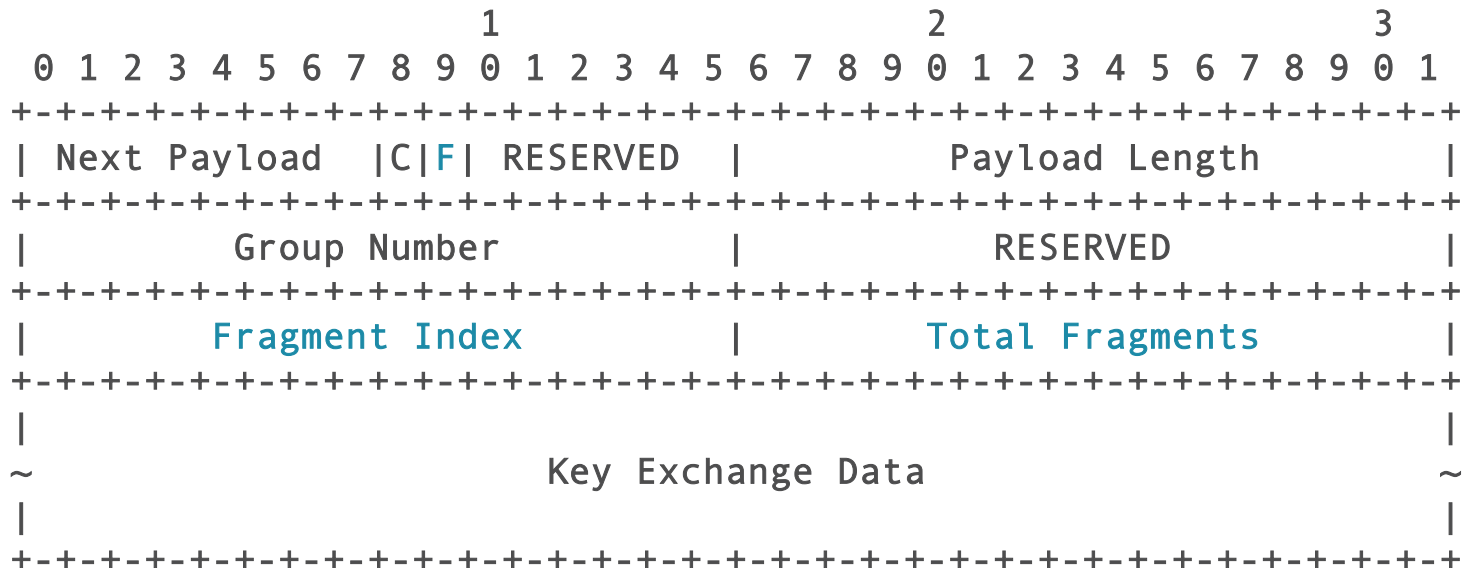 1                   2                   3
 0 1 2 3 4 5 6 7 8 9 0 1 2 3 4 5 6 7 8 9 0 1 2 3 4 5 6 7 8 9 0 1
+-+-+-+-+-+-+-+-+-+-+-+-+-+-+-+-+-+-+-+-+-+-+-+-+-+-+-+-+-+-+-+-+
| Next Payload  |C|F| RESERVED  |         Payload Length        |
+-+-+-+-+-+-+-+-+-+-+-+-+-+-+-+-+-+-+-+-+-+-+-+-+-+-+-+-+-+-+-+-+
|         Group Number          |           RESERVED            |
+-+-+-+-+-+-+-+-+-+-+-+-+-+-+-+-+-+-+-+-+-+-+-+-+-+-+-+-+-+-+-+-+
|        Fragment Index         |        Total Fragments        |
+-+-+-+-+-+-+-+-+-+-+-+-+-+-+-+-+-+-+-+-+-+-+-+-+-+-+-+-+-+-+-+-+
|                                                               |
~                       Key Exchange Data                       ~
|                                                               |
+-+-+-+-+-+-+-+-+-+-+-+-+-+-+-+-+-+-+-+-+-+-+-+-+-+-+-+-+-+-+-+-+